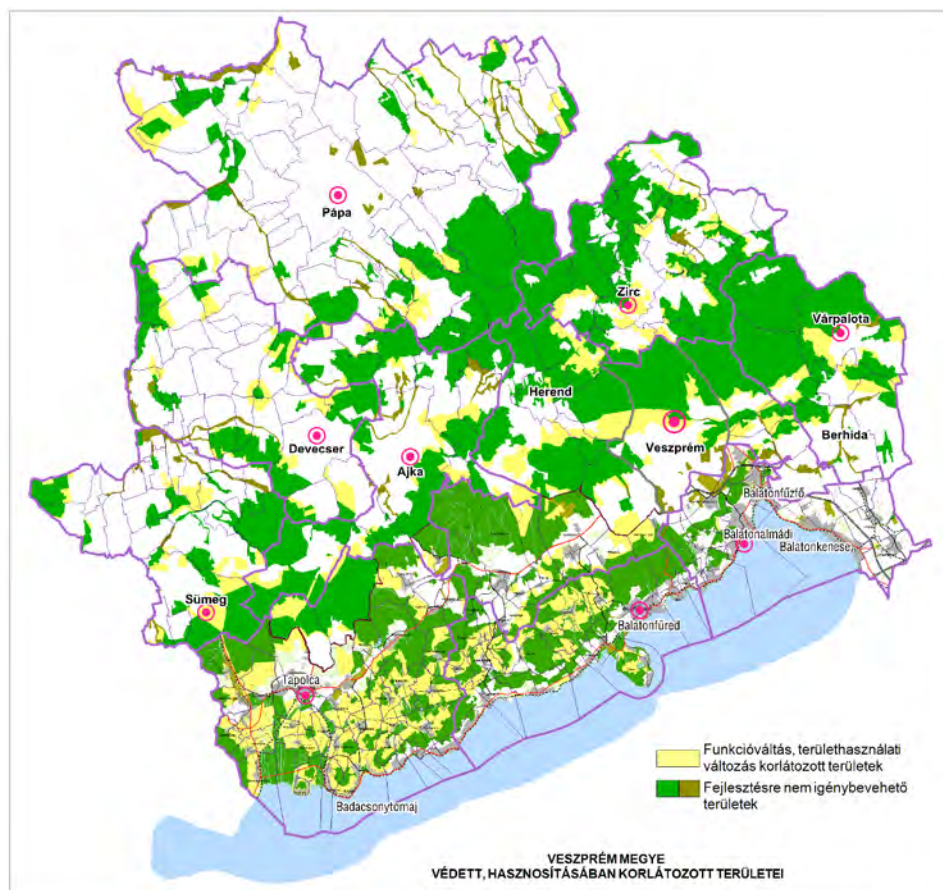 Pápa
Zirc
Várpalota
Herend
Devecser
Ajka
Veszprém
Berhida
Balatonfűzfő
Balatonalmádi
Balatonkenese
Sümeg
Balatonfüred
Tapolca
Badacsonytomaj
Funkcióváltás, területhasználati
változás korlátozott területek
Fejlesztésre nem igénybevehető
területek
VESZPRÉM MEGYE
VÉDETT, HASZNOSÍTÁSÁBAN KORLÁTOZOTT TERÜLETEI